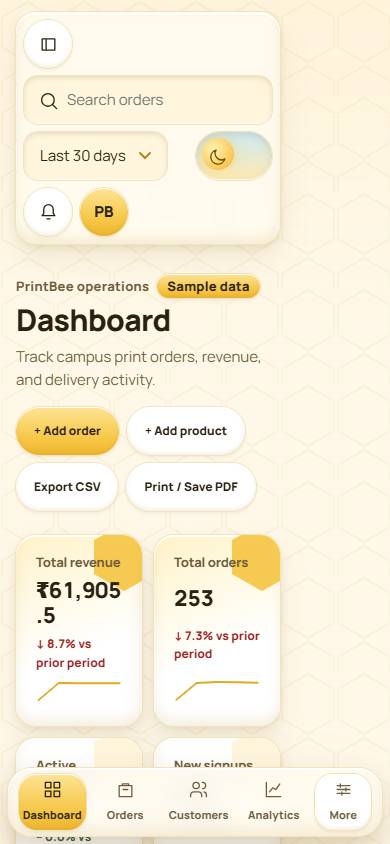 Search orders
Last 30 days
PB
PrintBee operations Sample data
Dashboard
Track campus print orders, revenue,
and delivery activity.
+ Add order + Add product
Export CSV Print / Save PDF
Total revenue
₹61,905
.5
↓ 8.7% vs
prior period
Total orders
253
↓ 7.3% vs prior
period
Active
New signups
Dashboard Orders Customers Analytics More